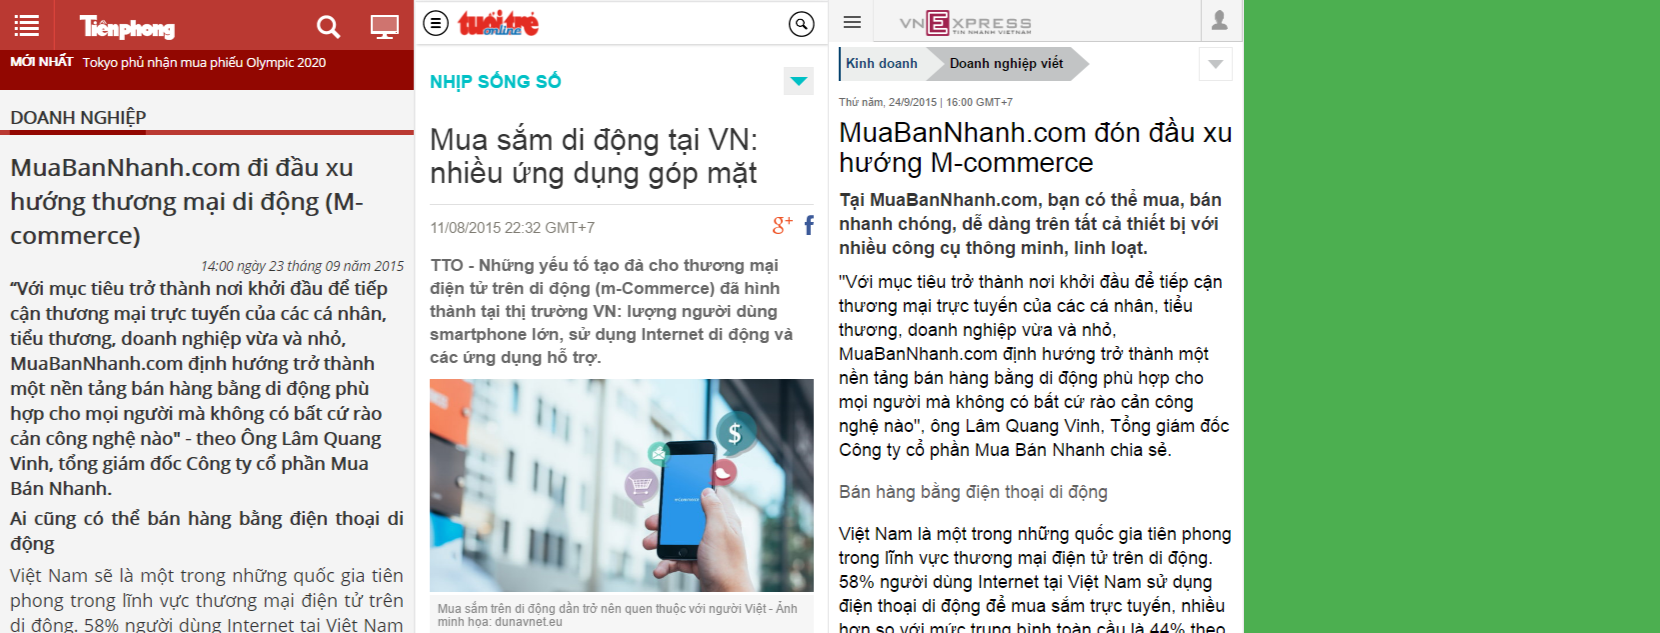 Tiênphong
MỚI NHẤT Tokyo phủ nhận mua phiếu Olympic 2020
DOANH NGHIỆP
MuaBanNhanh.com đi đầu xu
hướng thương mại di động (M-
commerce)
14:00 ngày 23 tháng 09 năm 2015
“Với mục tiêu trở thành nơi khởi đầu để tiếp
cận thương mại trực tuyến của các cá nhân,
tiểu thương, doanh nghiệp vừa và nhỏ,
MuaBanNhanh.com định hướng trở thành
một nền tảng bán hàng bằng di động phù
hợp cho mọi người mà không có bất cứ rào
cản công nghệ nào" - theo Ông Lâm Quang
Vinh, tổng giám đốc Công ty cổ phần Mua
Bán Nhanh.
Ai cũng có thể bán hàng bằng điện thoại di
động
Việt Nam sẽ là một trong những quốc gia tiên
phong trong lĩnh vực thương mại điện tử trên
di động. 58% người dùng Internet tại Việt Nam
tuổi trẻ
online
NHỊP SỐNG SỐ
Mua sắm di động tại VN:
nhiều ứng dụng góp mặt
11/08/2015 22:32 GMT+7
g+ f
TTO - Những yếu tố tạo đà cho thương mại
điện tử trên di động (m-Commerce) đã hình
thành tại thị trường VN: lượng người dùng
smartphone lớn, sử dụng Internet di động và
các ứng dụng hỗ trợ.
$
Mua sắm trên di động dần trở nên quen thuộc với người Việt - Ảnh
minh họa: dunavnet.eu
VNEXPRESS
TIN NHANH VIETNAM
Kinh doanh Doanh nghiệp viết
Thứ năm, 24/9/2015 | 16:00 GMT+7
MuaBanNhanh.com đón đầu xu
hướng M-commerce
Tại MuaBanNhanh.com, bạn có thể mua, bán
nhanh chóng, dễ dàng trên tất cả thiết bị với
nhiều công cụ thông minh, linh loạt.
"Với mục tiêu trở thành nơi khởi đầu để tiếp cận
thương mại trực tuyến của các cá nhân, tiểu
thương, doanh nghiệp vừa và nhỏ,
MuaBanNhanh.com định hướng trở thành một
nền tảng bán hàng bằng di động phù hợp cho
mọi người mà không có bất cứ rào cản công
nghệ nào", ông Lâm Quang Vinh, Tổng giám đốc
Công ty cổ phần Mua Bán Nhanh chia sẻ.
Bán hàng bằng điện thoại di động
Việt Nam là một trong những quốc gia tiên phong
trong lĩnh vực thương mại điện tử trên di động.
58% người dùng Internet tại Việt Nam sử dụng
điện thoại di động để mua sắm trực tuyến, nhiều
hơn so với mức trung bình toàn cầu là 44% theo